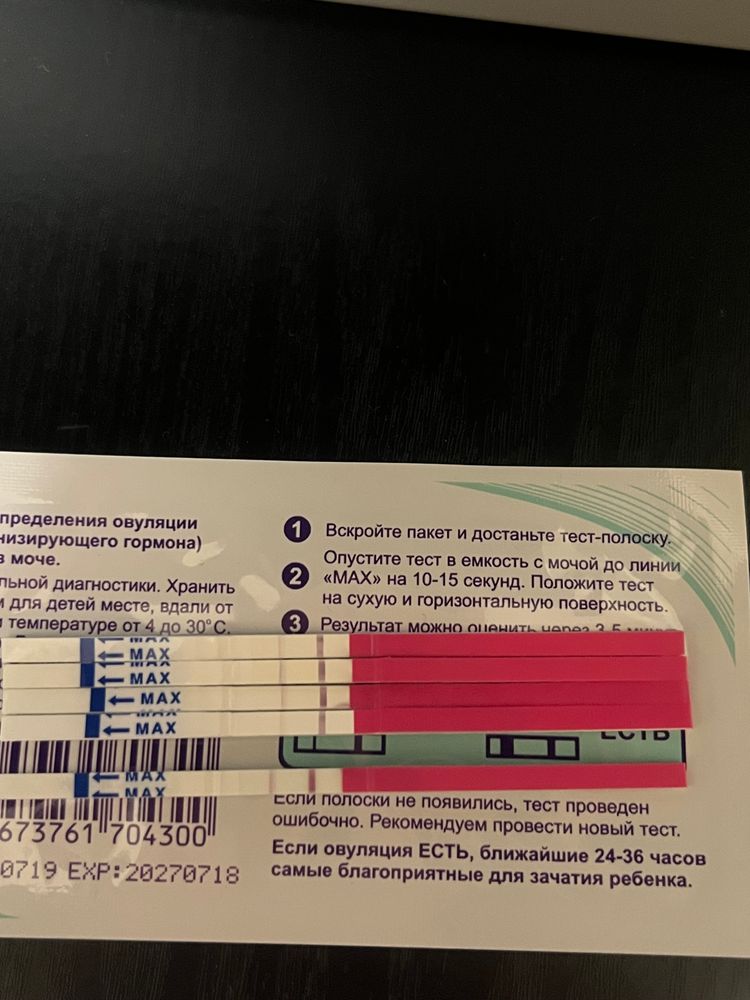 пределения овуляции
низирующего гормона)
в моче.
льной диагностики. Хранить
м для детей месте, вдали от
температуре от 4 до 30°С.
1 Вскройте пакет и достаньте тест-полоску.
2 Опустите тест в емкость с мочой до линии
«МАХ» на 10-15 секунд. Положите тест
на сухую и горизонтальную поверхность.
3 Результат можно оценить через 3-5 минут
MAX
MAX
MAX
MAX
MAX
MAX
MAX
MAX
ЕСТЬ
Если полоски не появились, тест проведен
ошибочно. Рекомендуем провести новый тест.
Если овуляция ЕСТЬ, ближайшие 24-36 часов
самые благоприятные для зачатия ребенка.
673761 704300
0719 EXP:20270718